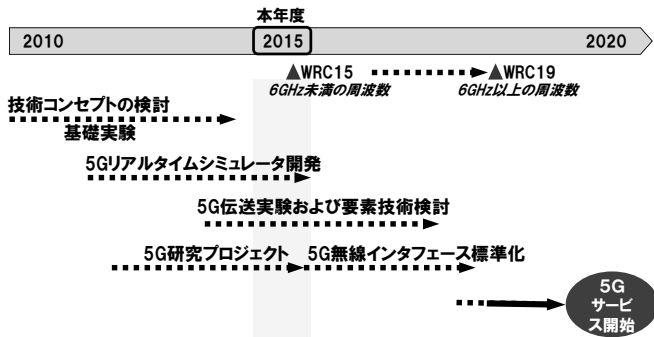 本年度
2010 2015 2020
▲WRC15 ▲WRC19
6GHz未満の周波数 6GHz以上の周波数
技術コンセプトの検討
基礎実験
5Gリアルタイムシミュレータ開発
5G伝送実験および要素技術検討
5G研究プロジェクト 5G無線インタフェース標準化
5G
サービ
ス開始